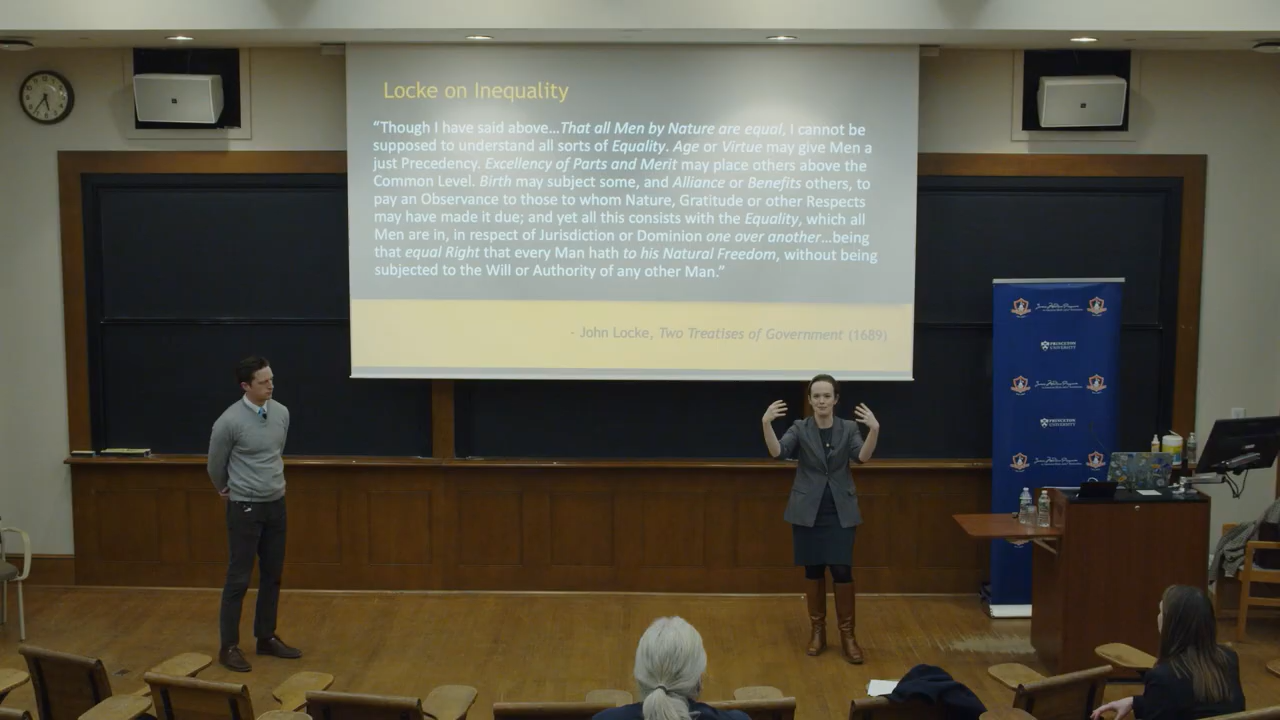 Locke on Inequality
“Though I have said above…That all Men by Nature are equal, I cannot be
supposed to understand all sorts of Equality. Age or Virtue may give Men a
just Precedency. Excellency of Parts and Merit may place others above the
Common Level. Birth may subject some, and Alliance or Benefits others, to
pay an Observance to those to whom Nature, Gratitude or other Respects
may have made it due; and yet all this consists with the Equality, which all
Men are in, in respect of Jurisdiction or Dominion one over another…being
that equal Right that every Man hath to his Natural Freedom, without being
subjected to the Will or Authority of any other Man.”
- John Locke, Two Treatises of Government (1689)
PRINCETON
UNIVERSITY
PRINCETON
UNIVERSITY